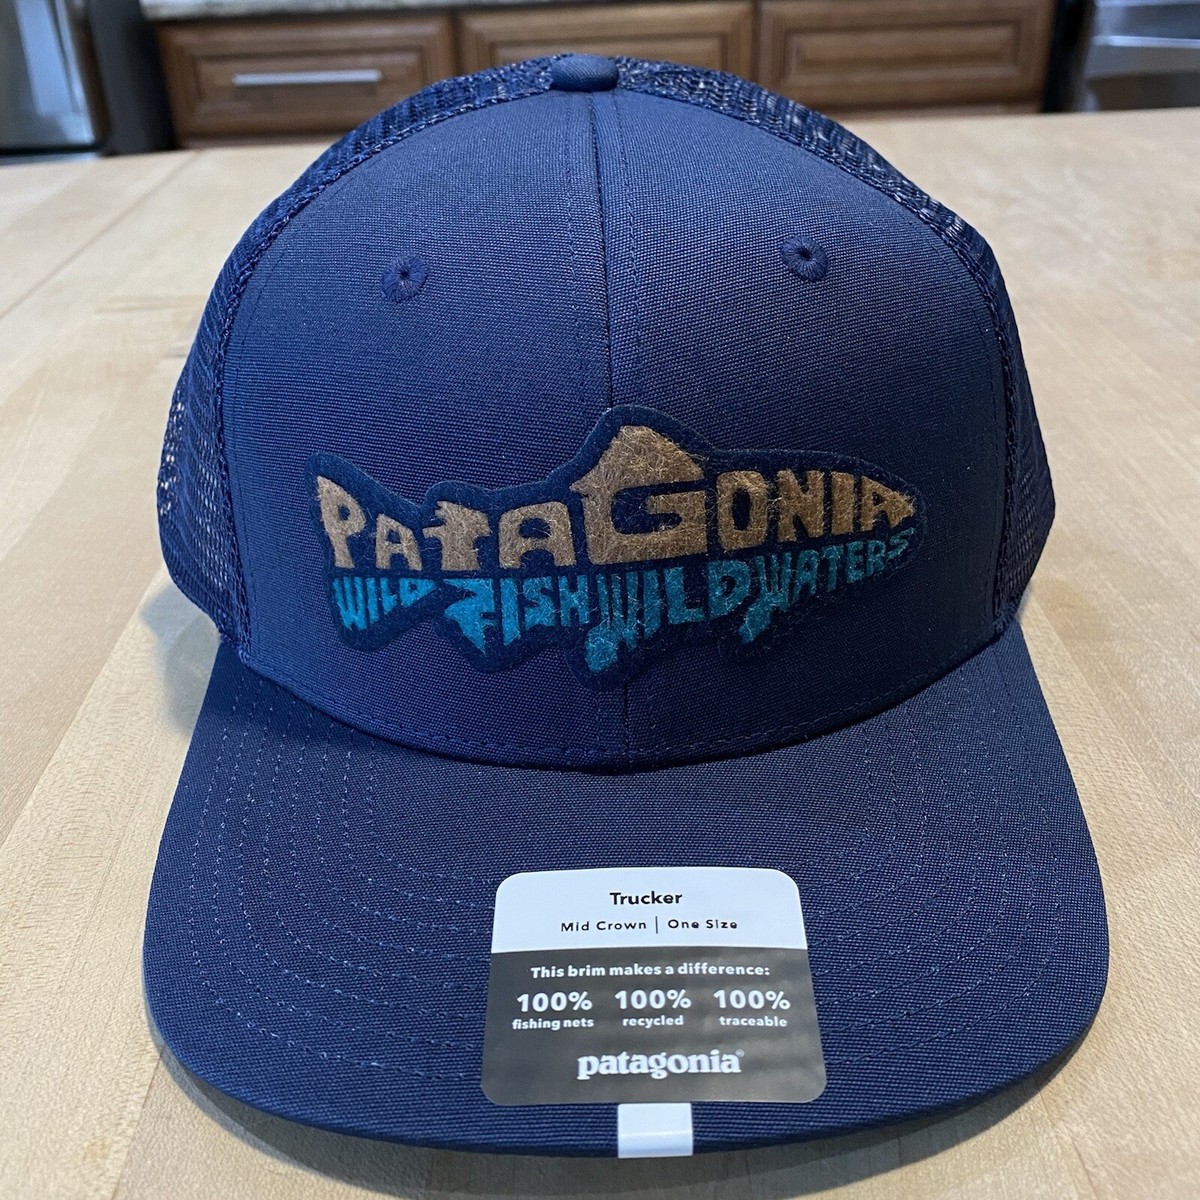 PATAGONIA
WILD FISH WILD WATERS
Trucker
Mid Crown | One Size
This brim makes a difference:
100% 100% 100%
fishing nets recycled traceable
patagonia®